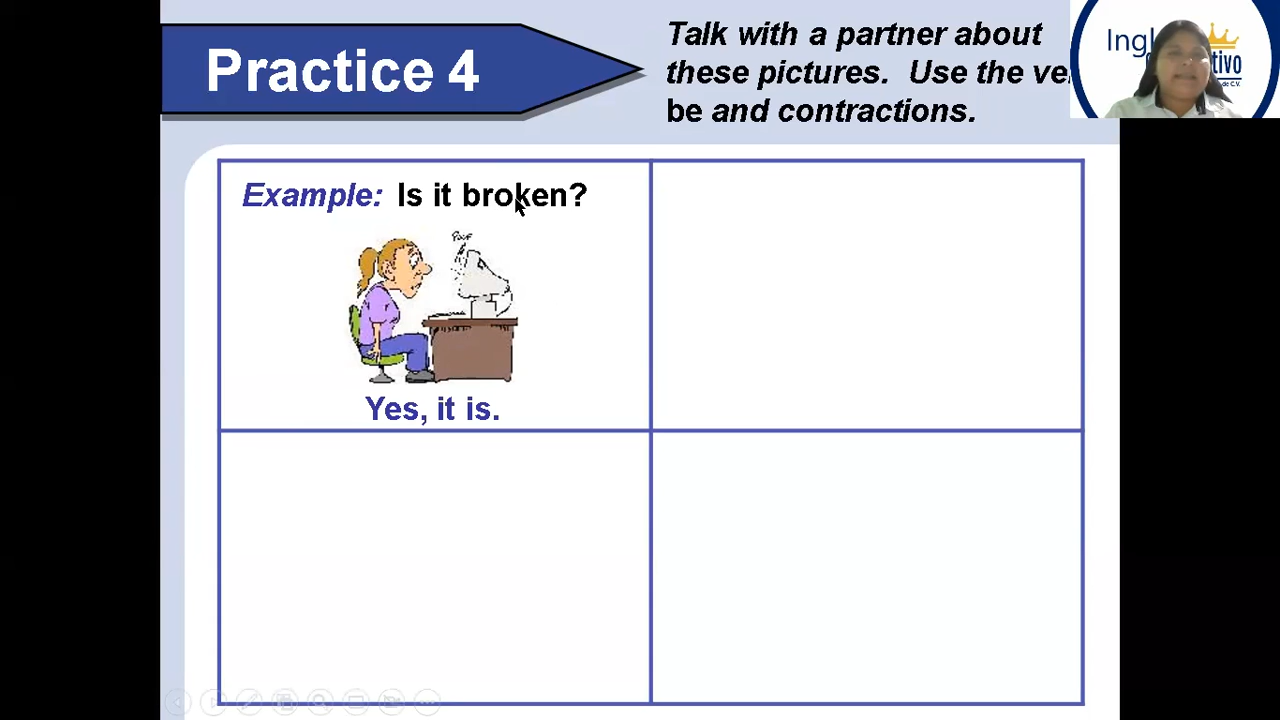 Practice 4
Talk with a partner about
these pictures. Use the
be and contractions.
Example: Is it broken?
Poof
Yes, it is.